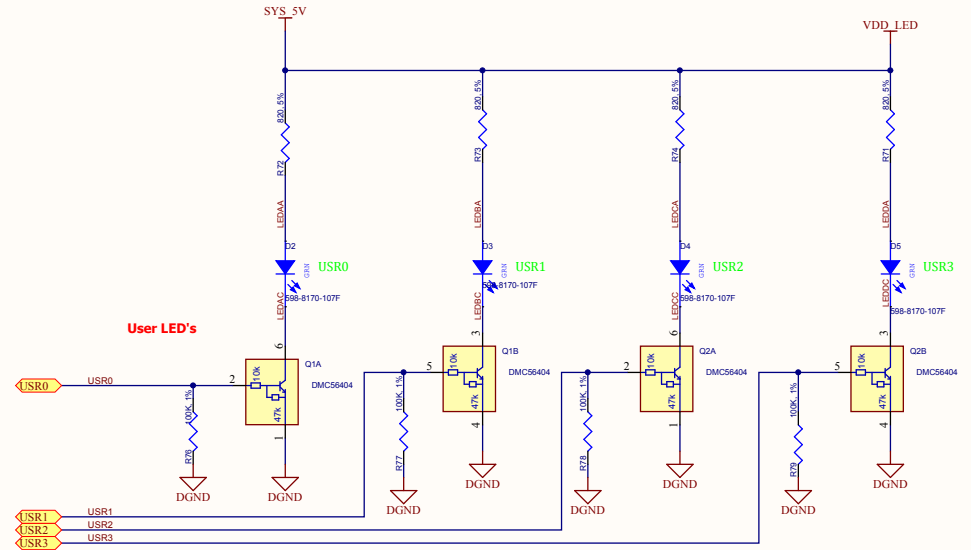 SYS_5V
VDD_LED
820, 5%
820, 5%
820, 5%
820, 5%
R72
R73
R74
R71
LEDAA
LEDBA
LEDCA
LEDDA
D2
D3
D4
D5
GRN
USR0
GRN
USR1
GRN
USR2
GRN
USR3
598-8170-107F
598-8170-107F
598-8170-107F
598-8170-107F
LEDAC
LEDBC
LEDCC
LEDDC
User LED's
6
3
6
3
Q1A
Q1B
Q2A
Q2B
USR0
USR0
2
10k
47k
DMC56404
5
10k
47k
DMC56404
2
10k
47k
DMC56404
5
10k
47k
DMC56404
100K, 1%
100K, 1%
100K, 1%
100K, 1%
R76
R77
R78
R79
1
4
1
4
DGND
DGND
DGND
DGND
DGND
DGND
DGND
DGND
USR1
USR1
USR2
USR2
USR3
USR3